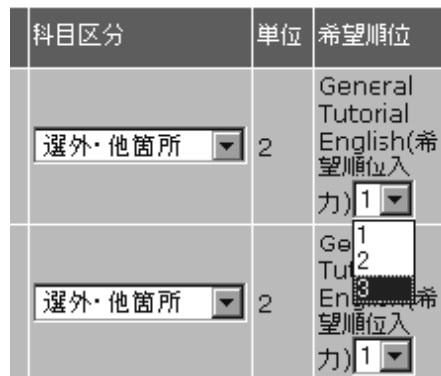 科目区分 単位 希望順位
選外・他箇所 2 General
Tutorial
English(希
望順位入
力) 1
1
2
3
選外・他箇所 2 Ge
Tu
En 希
望順位入
力) 1